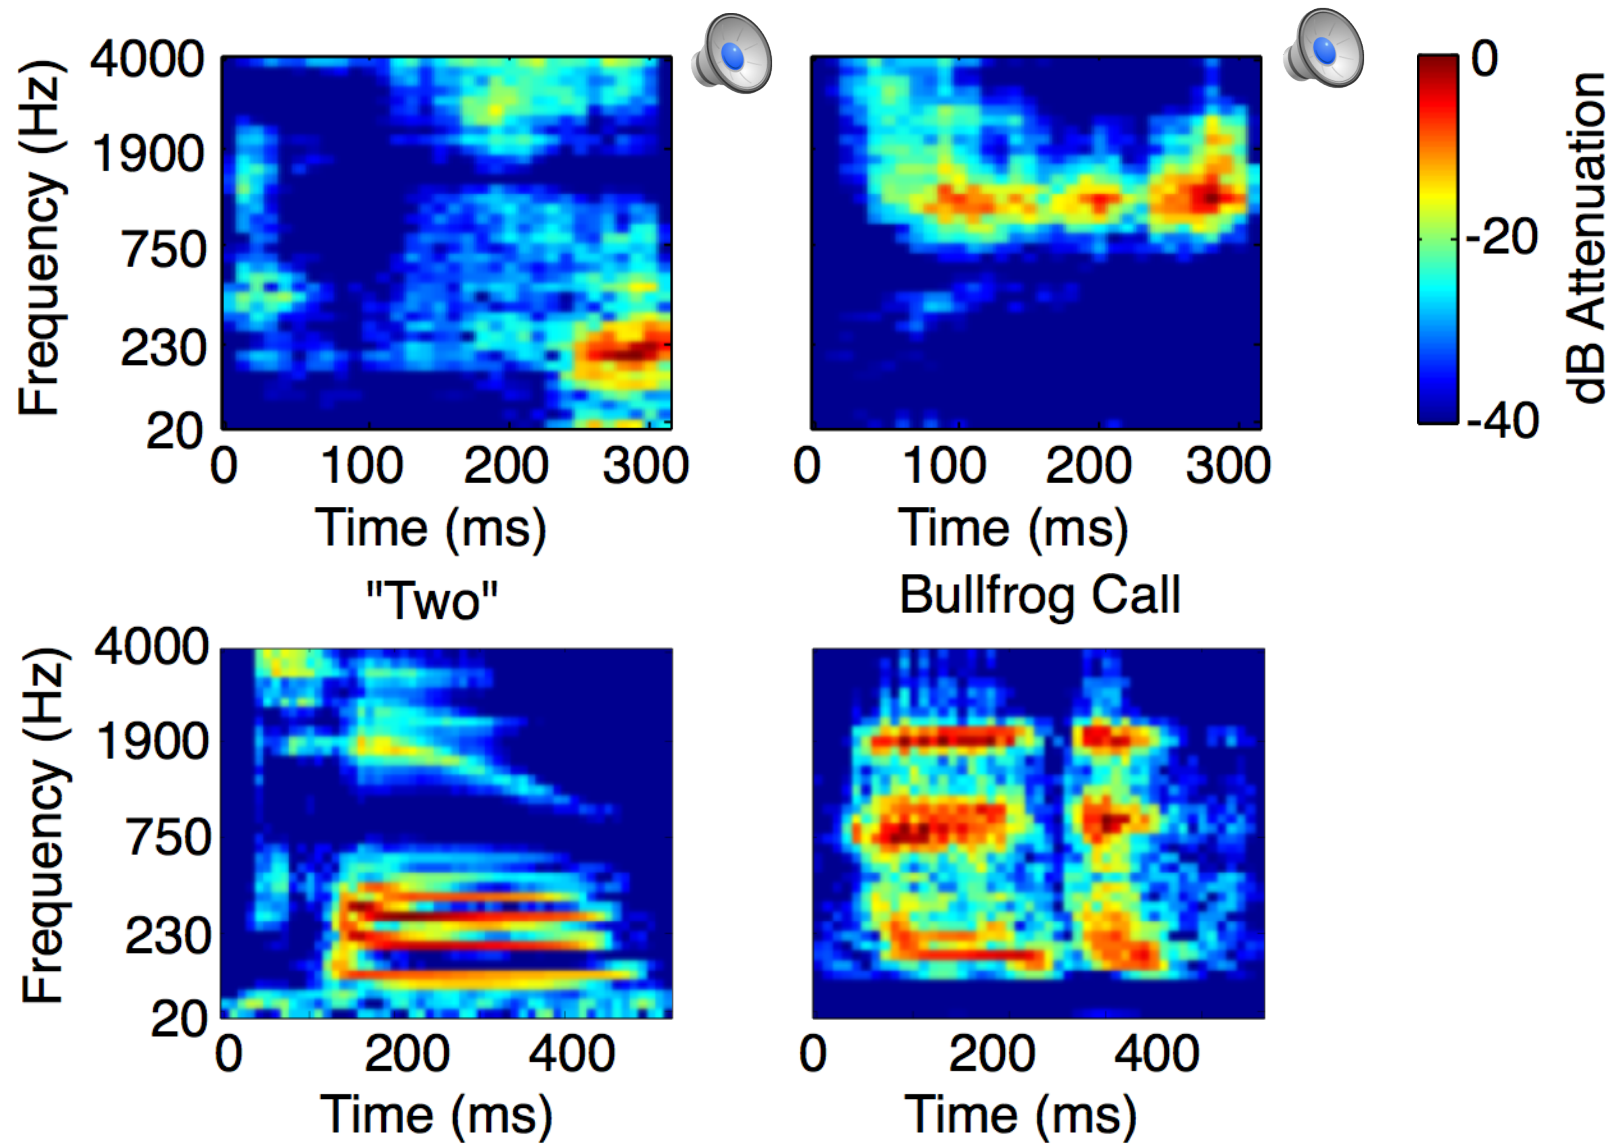 4000
1900
750
230
20
Frequency (Hz)
0 100 200 300
Time (ms)
0 100 200 300
Time (ms)
0
-20
-40
dB Attenuation
"Two"
Bullfrog Call
4000
1900
750
230
20
Frequency (Hz)
0 200 400
Time (ms)
0 200 400
Time (ms)